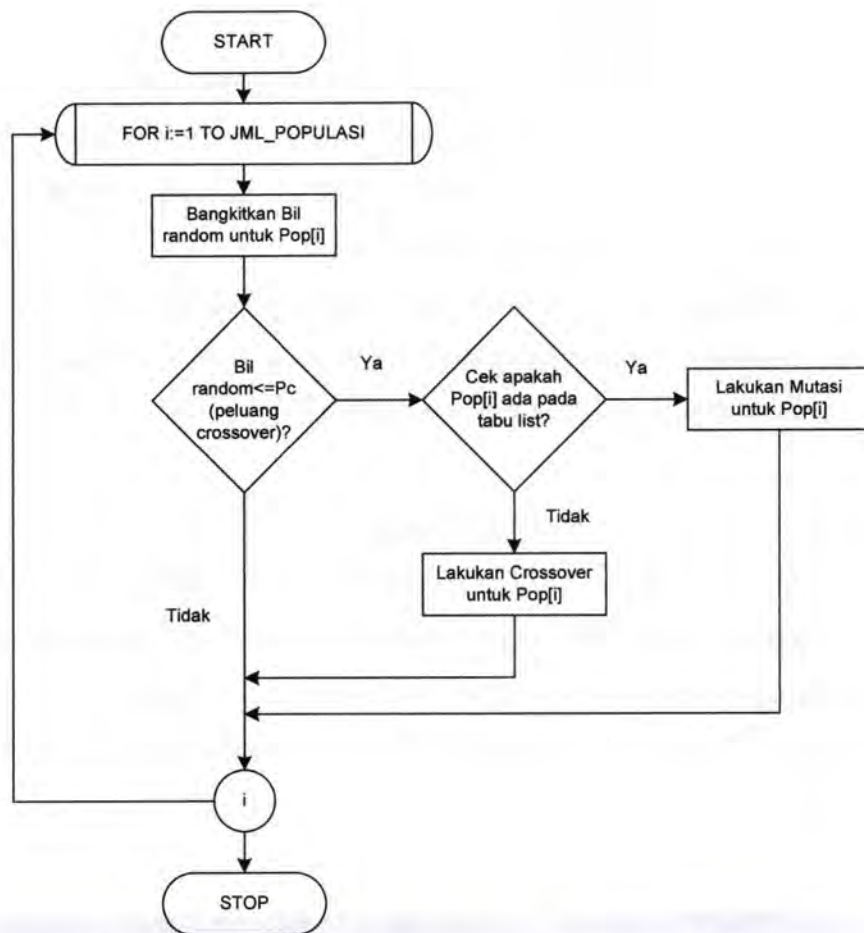 START
FOR i:=1 TO JML_POPULASI
Bangkitkan Bil
random untuk Pop[i]
Bil
random<=Pc
(peluang
crossover)?
Ya
Cek apakah
Pop[i] ada pada
tabu list?
Ya
Lakukan Mutasi
untuk Pop[i]
Tidak
Lakukan Crossover
untuk Pop[i]
Tidak
i
STOP